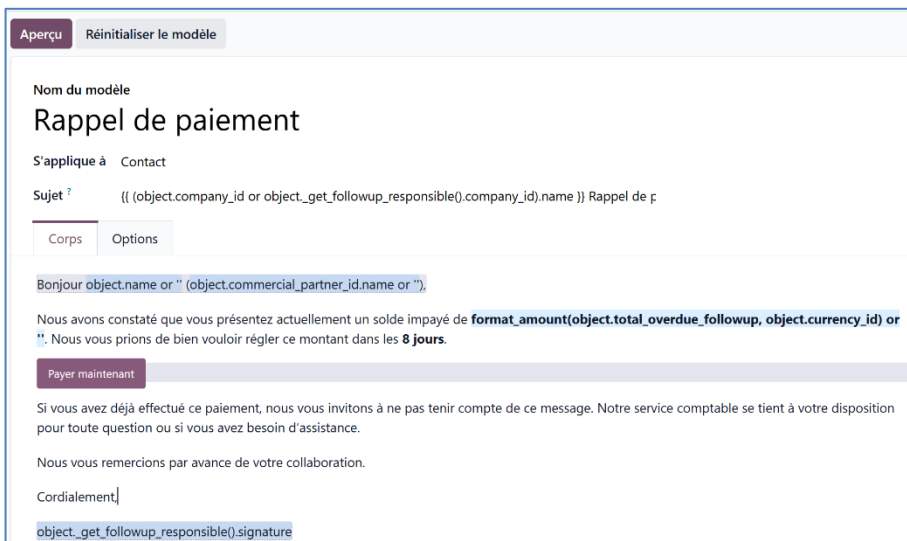 Aperçu Réinitialiser le modèle
Nom du modèle
Rappel de paiement
S'applique à Contact
Sujet ? {{ (object.company_id or object._get_followup_responsible().company_id).name }} Rappel de p
Corps Options
Bonjour object.name or '' (object.commercial_partner_id.name or ''),
Nous avons constaté que vous présentez actuellement un solde impayé de format_amount(object.total_overdue_followup, object.currency_id) or
''. Nous vous prions de bien vouloir régler ce montant dans les 8 jours.
Payer maintenant
Si vous avez déjà effectué ce paiement, nous vous invitons à ne pas tenir compte de ce message. Notre service comptable se tient à votre disposition
pour toute question ou si vous avez besoin d'assistance.
Nous vous remercions par avance de votre collaboration.
Cordialement,
object._get_followup_responsible().signature